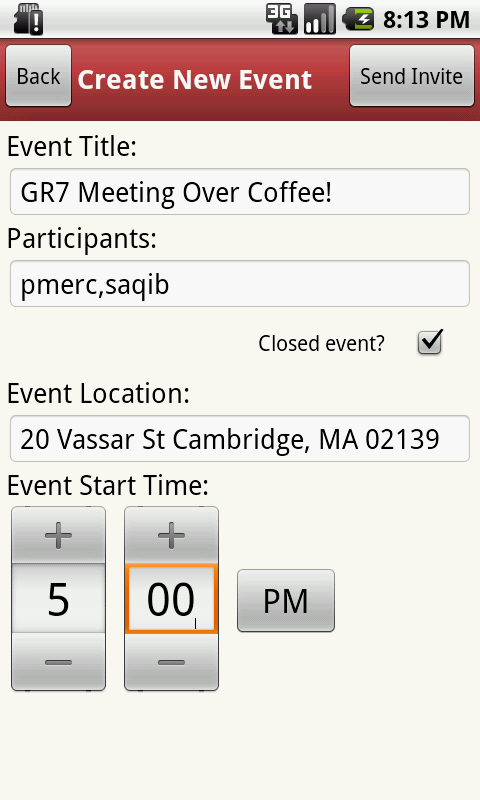 3G 8:13 PM
Back Create New Event Send Invite
Event Title:
GR7 Meeting Over Coffee!
Participants:
pmerc,saqib
Closed event?
Event Location:
20 Vassar St Cambridge, MA 02139
Event Start Time:
+ +
5 00 PM
− −